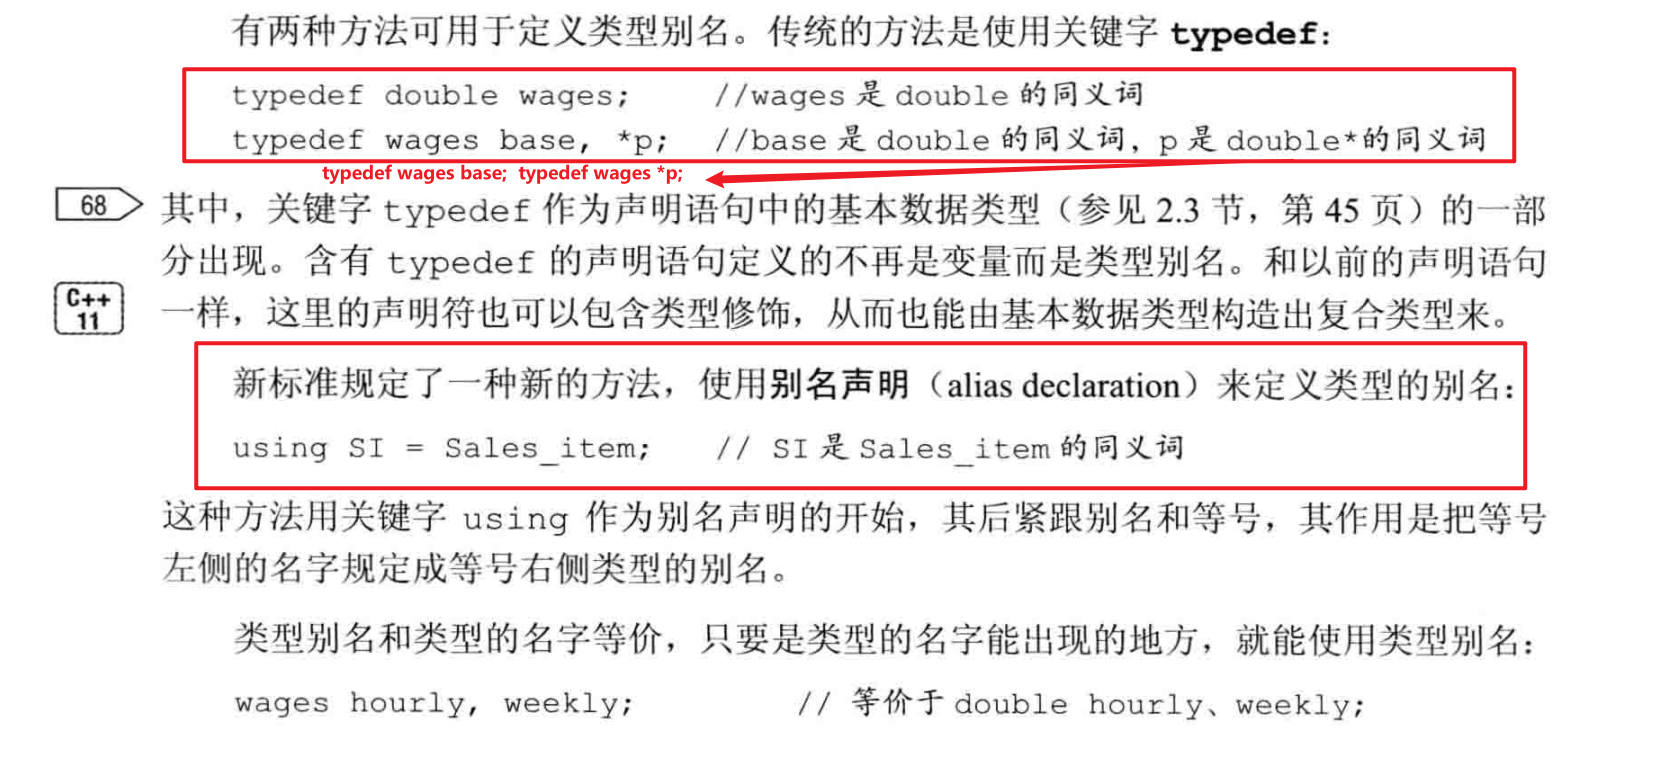 有两种方法可用于定义类型别名。传统的方法是使用关键字 typedef：
typedef double wages; //wages 是 double 的同义词
typedef wages base, *p; //base 是 double 的同义词，p 是 double*的同义词
typedef wages base; typedef wages *p;
68 其中，关键字 typedef 作为声明语句中的基本数据类型（参见 2.3 节，第 45 页）的一部
分出现。含有 typedef 的声明语句定义的不再是变量而是类型别名。和以前的声明语句
C++
11
一样，这里的声明符也可以包含类型修饰，从而也能由基本数据类型构造出复合类型来。
新标准规定了一种新的方法，使用别名声明（alias declaration）来定义类型的别名：
using SI = Sales_item; // SI 是 Sales_item 的同义词
这种方法用关键字 using 作为别名声明的开始，其后紧跟别名和等号，其作用是把等号
左侧的名字规定成等号右侧类型的别名。
类型别名和类型的名字等价，只要是类型的名字能出现的地方，就能使用类型别名：
wages hourly, weekly; // 等价于 double hourly、weekly;